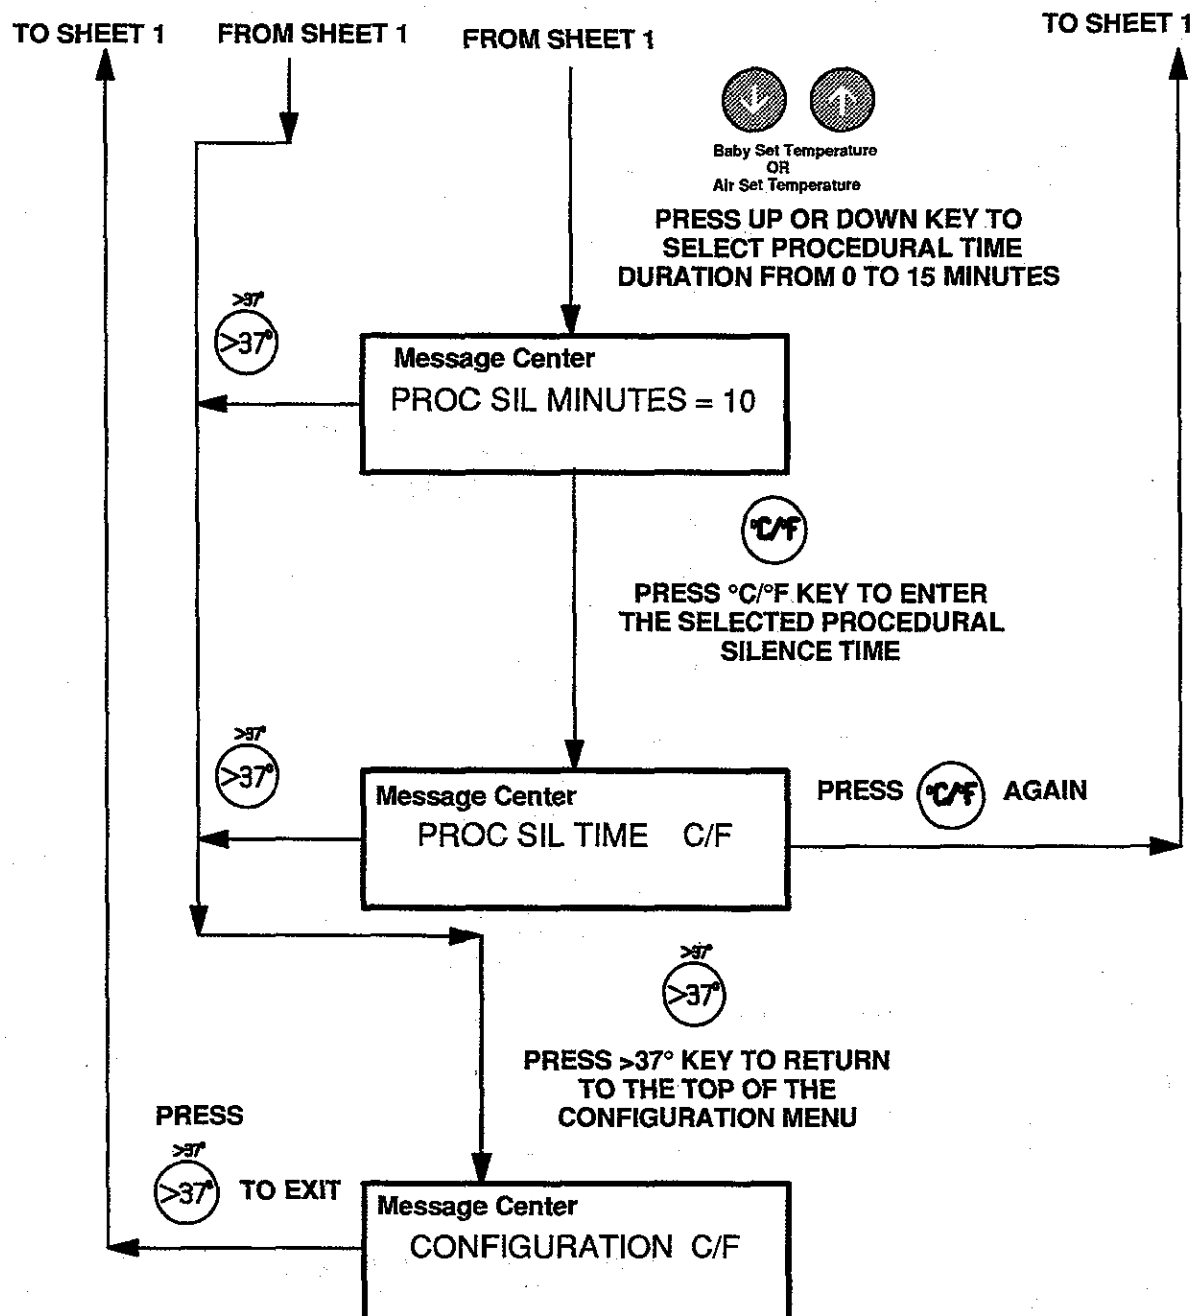 TO SHEET 1
FROM SHEET 1
FROM SHEET 1
TO SHEET 1
Baby Set Temperature
OR
Air Set Temperature
PRESS UP OR DOWN KEY TO
SELECT PROCEDURAL TIME
DURATION FROM 0 TO 15 MINUTES
>37°
>37°
Message Center
PROC SIL MINUTES = 10
°C/°F
PRESS °C/°F KEY TO ENTER
THE SELECTED PROCEDURAL
SILENCE TIME
>37°
>37°
Message Center
PROC SIL TIME C/F
PRESS °C/°F AGAIN
>37°
>37°
PRESS >37° KEY TO RETURN
TO THE TOP OF THE
CONFIGURATION MENU
PRESS
>37°
>37° TO EXIT
Message Center
CONFIGURATION C/F